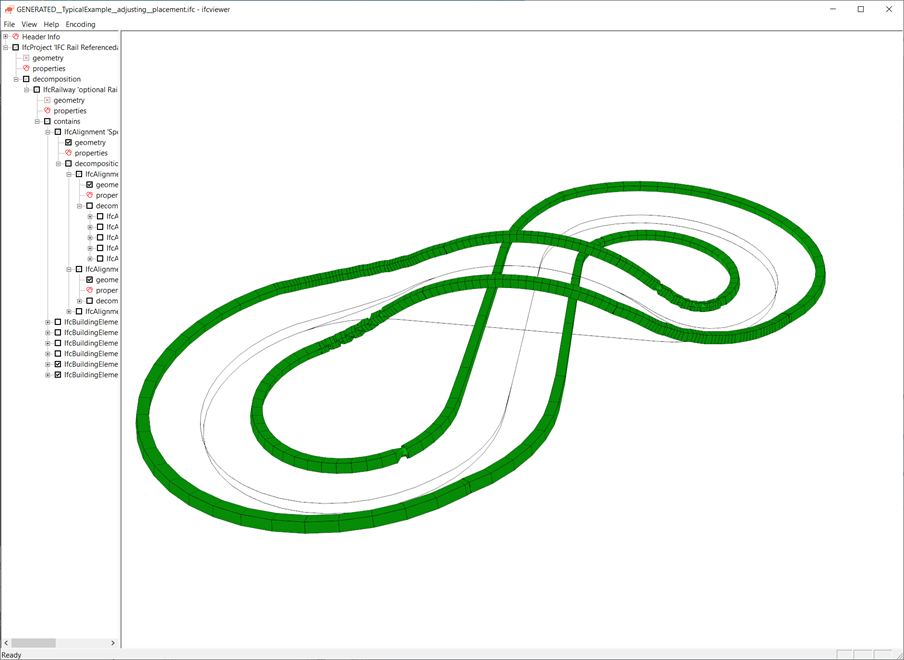 GENERATED__TypicalExample__adjusting__placement.ifc - ifcviewer
File View Help Encoding
Header Info
IfcProject 'IFC Rail Referenceda
geometry
properties
decomposition
IfcRailway 'optional Rai
geometry
properties
contains
IfcAlignment 'Spe
geometry
properties
decompositic
IfcAlignme
geome
proper
decom
IfcA
IfcA
IfcA
IfcA
IfcA
IfcAlignme
geome
proper
decom
IfcAlignme
IfcBuildingEleme
IfcBuildingEleme
IfcBuildingEleme
IfcBuildingEleme
IfcBuildingEleme
IfcBuildingEleme
Ready